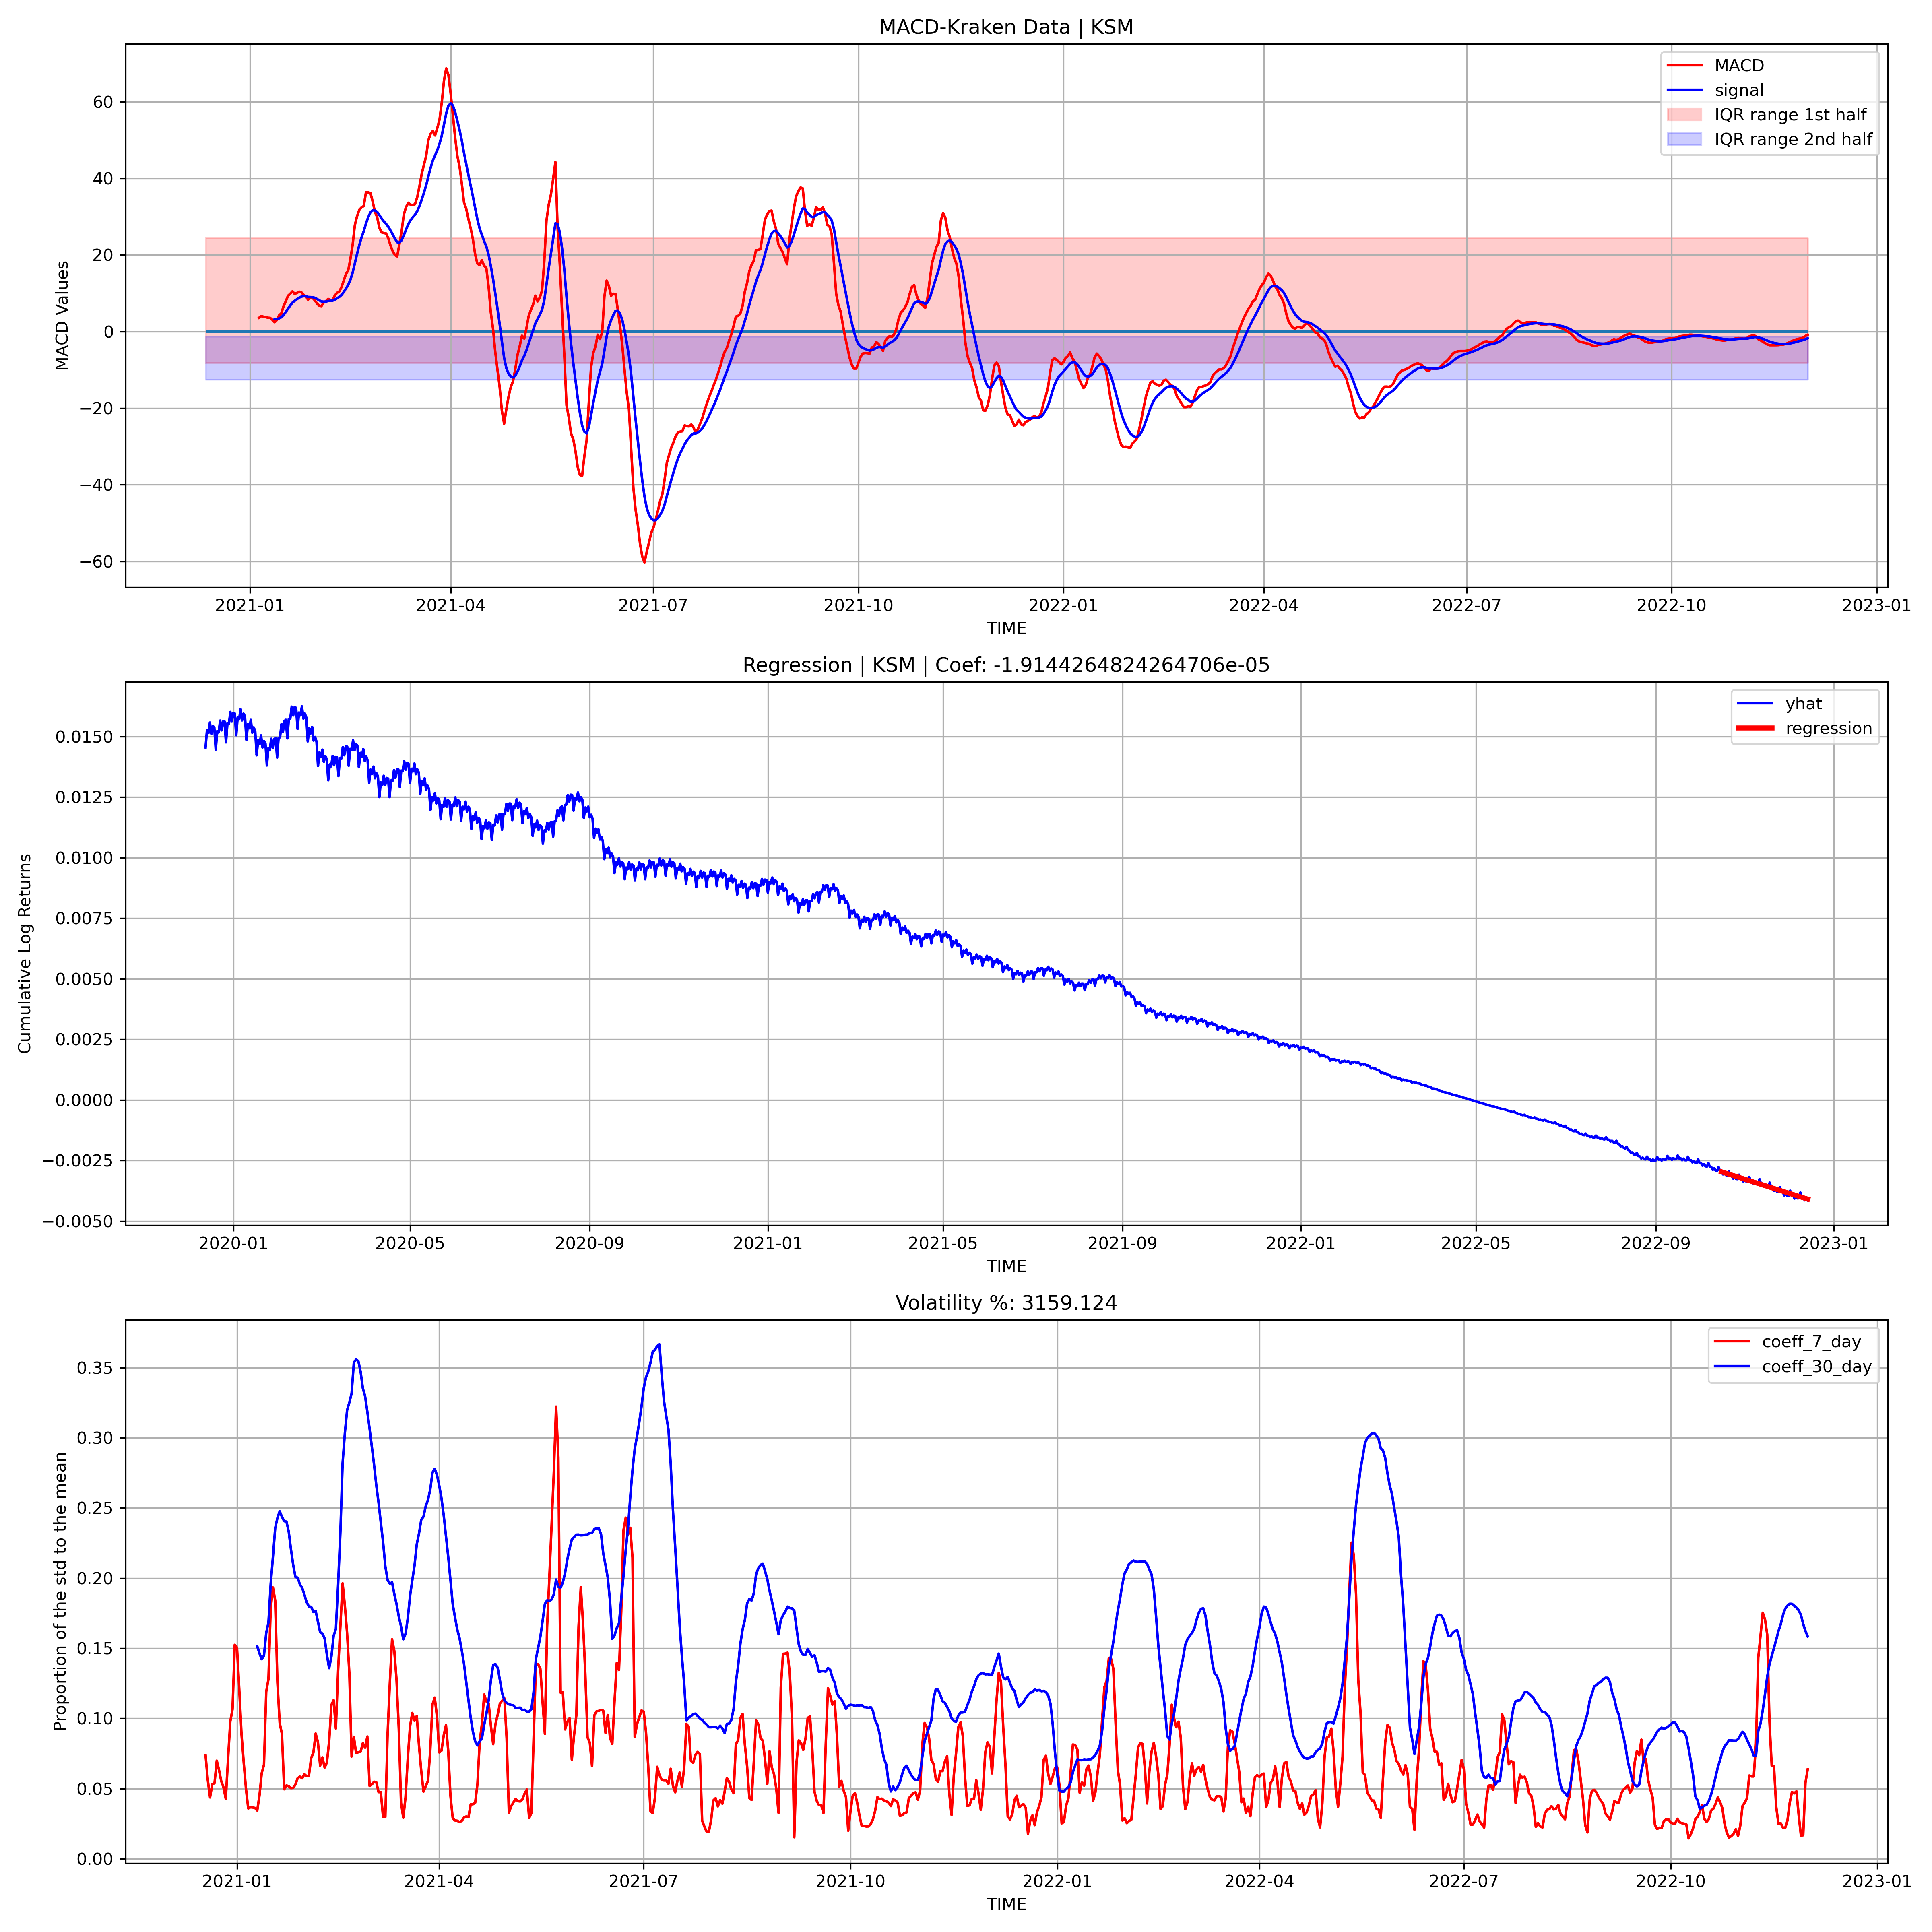 MACD-Kraken Data | KSM
MACD
signal
IQR range 1st half
IQR range 2nd half
60
40
20
0
−20
−40
−60
MACD Values
2021-01 2021-04 2021-07 2021-10 2022-01 2022-04 2022-07 2022-10 2023-01
TIME
Regression | KSM | Coef: -1.9144264824264706e-05
yhat
regression
0.0150
0.0125
0.0100
0.0075
0.0050
0.0025
0.0000
−0.0025
−0.0050
Cumulative Log Returns
2020-01 2020-05 2020-09 2021-01 2021-05 2021-09 2022-01 2022-05 2022-09 2023-01
TIME
Volatility %: 3159.124
coeff_7_day
coeff_30_day
0.35
0.30
0.25
0.20
0.15
0.10
0.05
0.00
Proportion of the std to the mean
2021-01 2021-04 2021-07 2021-10 2022-01 2022-04 2022-07 2022-10 2023-01
TIME